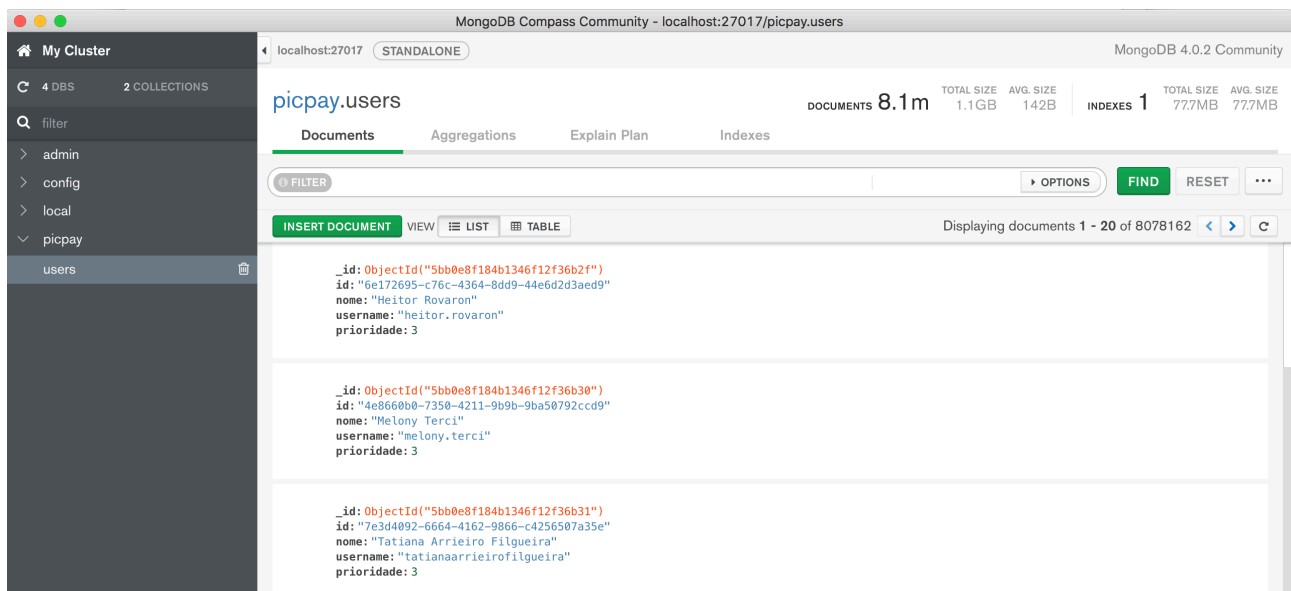 MongoDB Compass Community - localhost:27017/picpay.users
My Cluster
localhost:27017 STANDALONE
MongoDB 4.0.2 Community
4 DBS 2 COLLECTIONS
filter
admin
config
local
picpay
users
picpay.users
DOCUMENTS 8.1m TOTAL SIZE 1.1GB AVG. SIZE 142B INDEXES 1 TOTAL SIZE 77.7MB AVG. SIZE 77.7MB
Documents Aggregations Explain Plan Indexes
FILTER OPTIONS FIND RESET ...
INSERT DOCUMENT VIEW LIST TABLE Displaying documents 1 - 20 of 8078162
_id: ObjectId("5bb0e8f184b1346f12f36b2f")
id: "6e172695-c76c-4364-8dd9-44e6d2d3aed9"
nome: "Heitor Rovaron"
username: "heitor.rovaron"
prioridade: 3
_id: ObjectId("5bb0e8f184b1346f12f36b30")
id: "4e8660b0-7350-4211-9b9b-9ba50792ccd9"
nome: "Melony Terci"
username: "melony.terci"
prioridade: 3
_id: ObjectId("5bb0e8f184b1346f12f36b31")
id: "7e3d4092-6664-4162-9866-c4256507a35e"
nome: "Tatiana Arrieiro Filgueira"
username: "tatianaarrieirofilgueira"
prioridade: 3